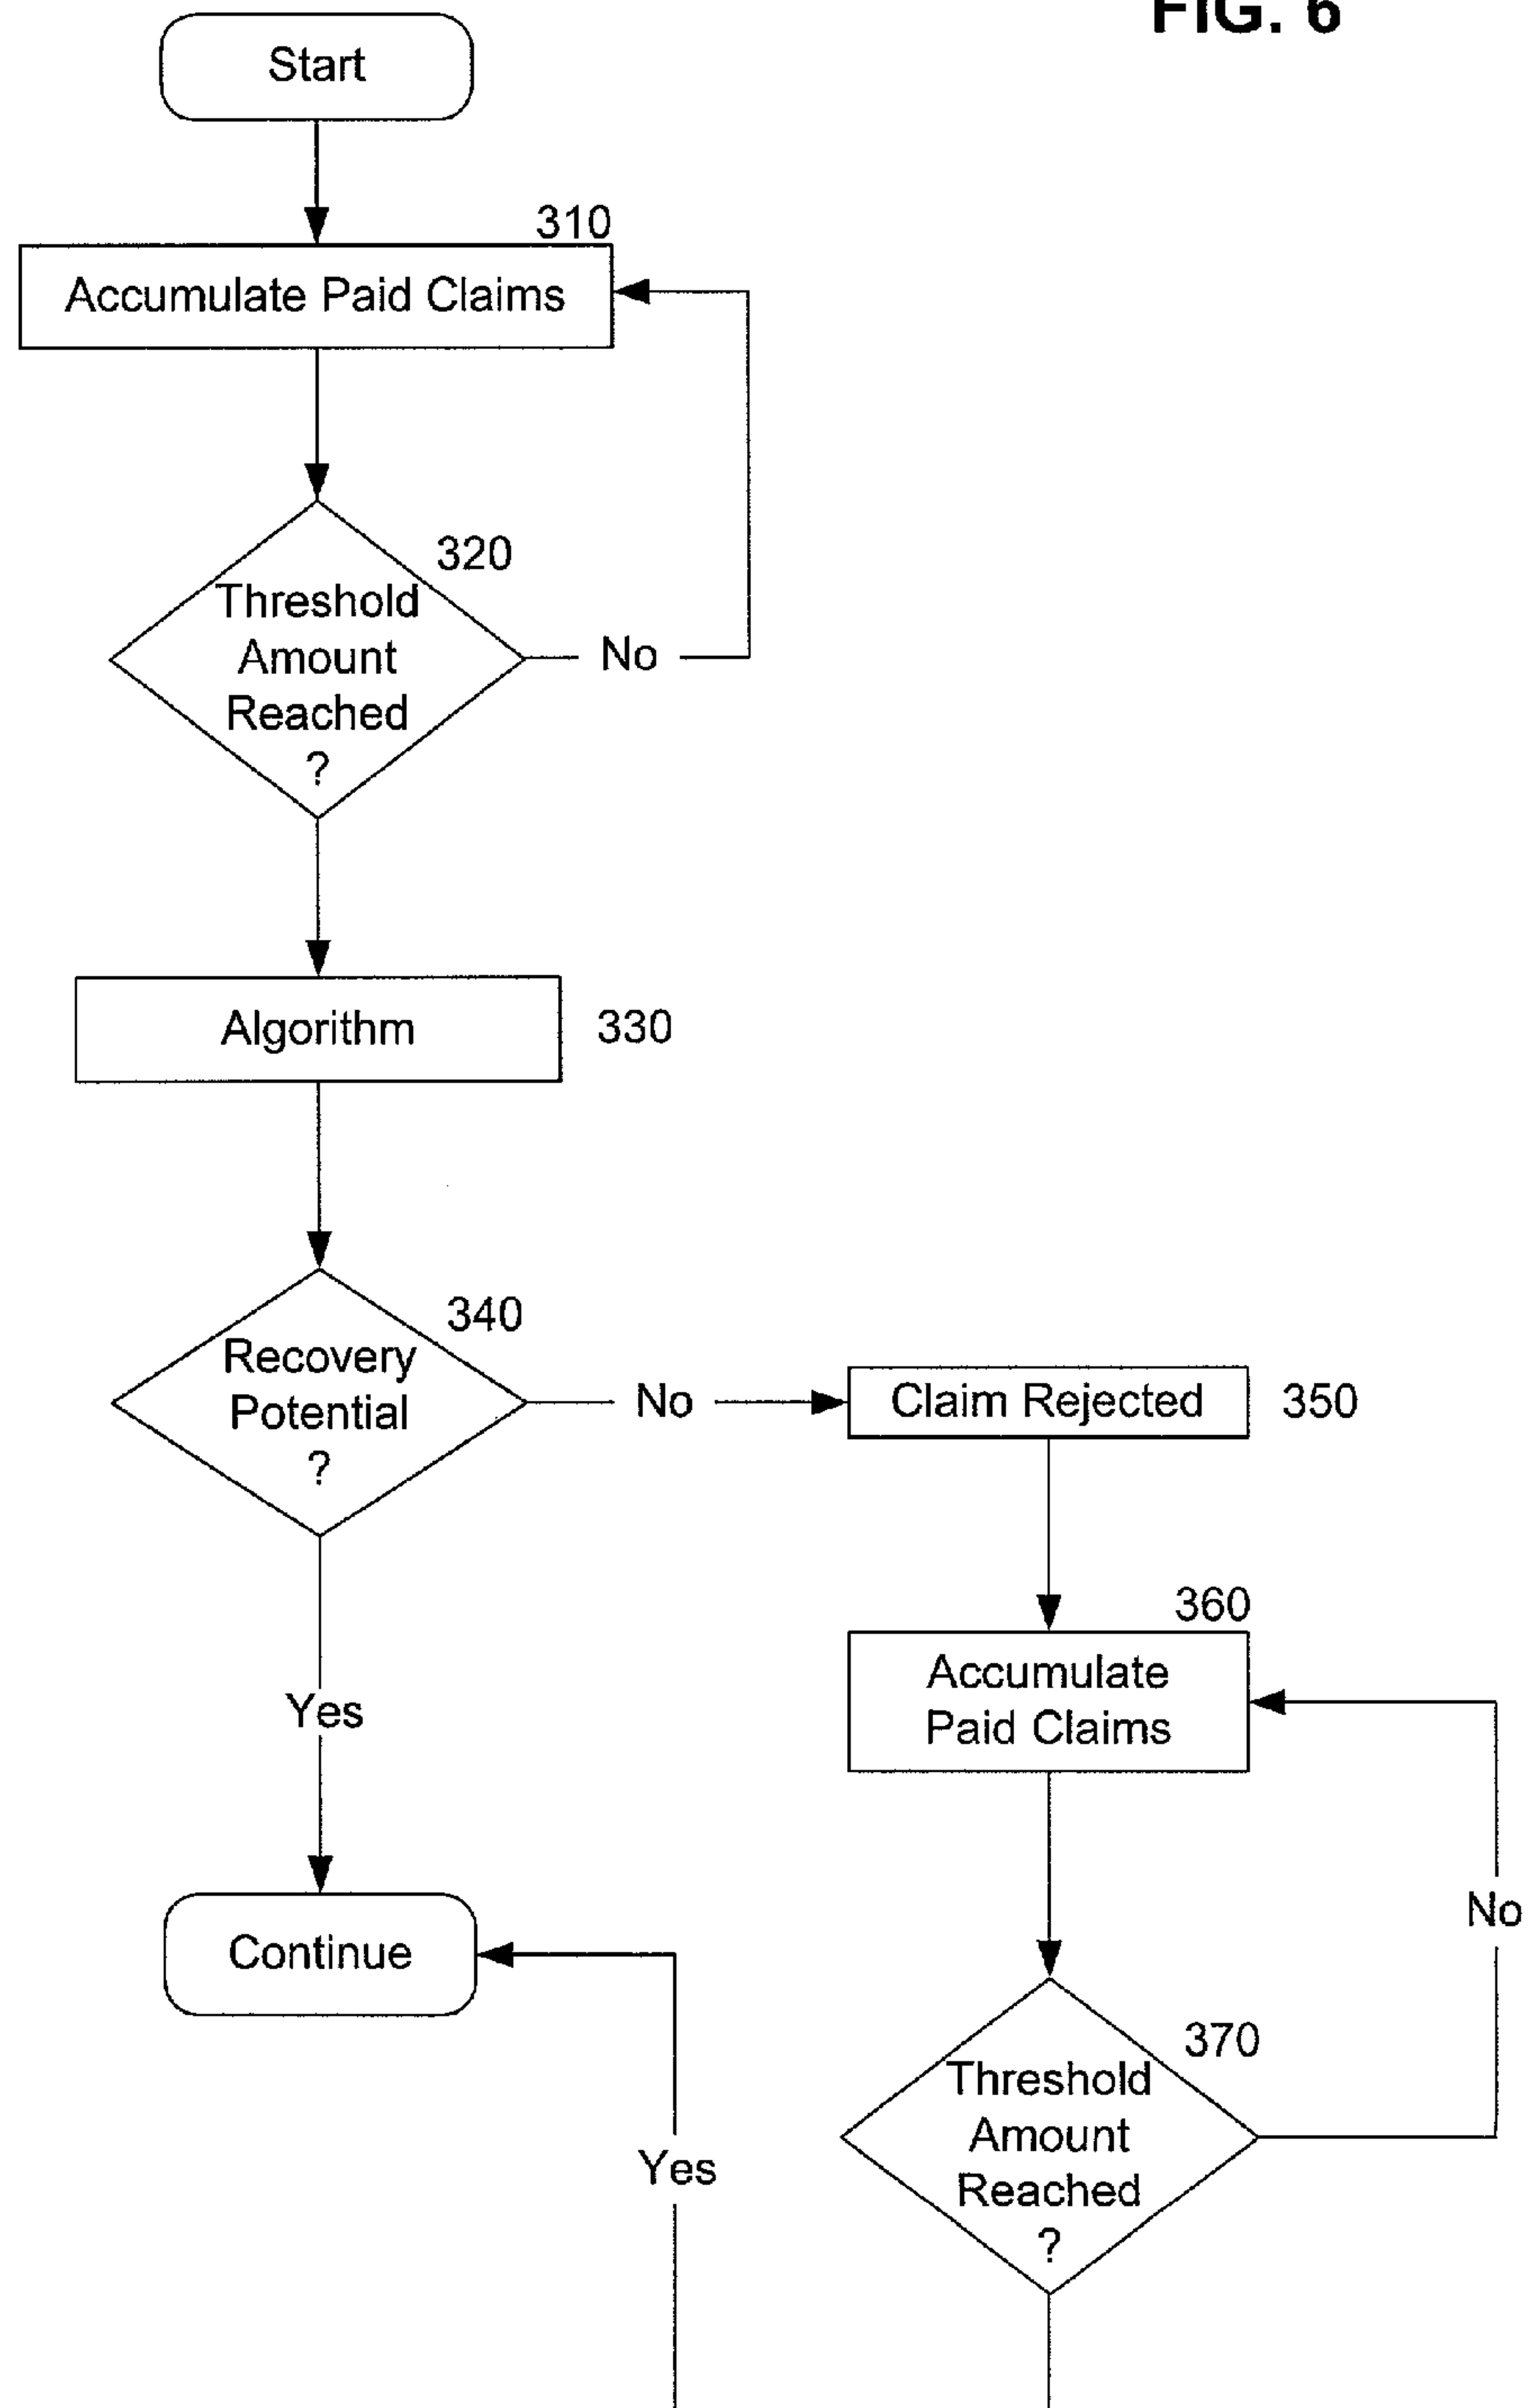 FIG. 6
Start
310
Accumulate Paid Claims
320
Threshold
Amount
Reached
?
No
Algorithm
330
340
Recovery
Potential
?
No
Claim Rejected
350
360
Accumulate
Paid Claims
Yes
No
Continue
370
Threshold
Amount
Reached
?
Yes